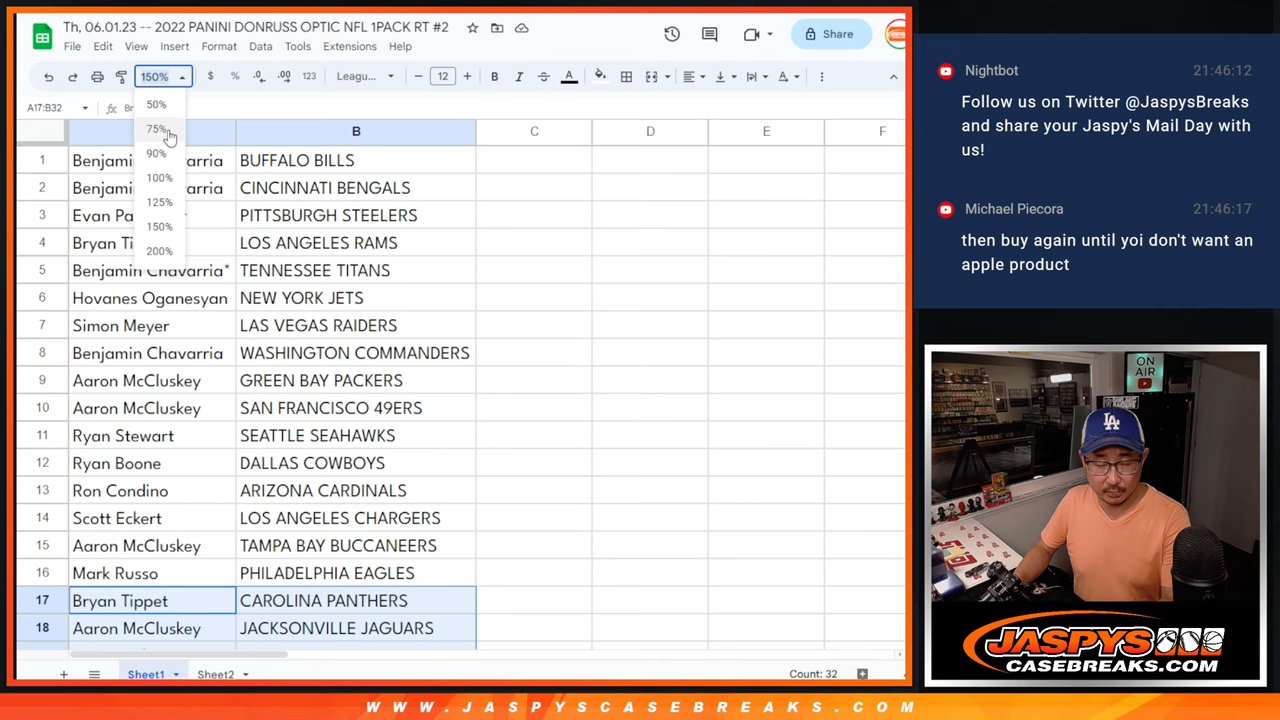 Th, 06.01.23 -- 2022 PANINI DONRUSS OPTIC NFL 1PACK RT #2
File Edit View Insert Format Data Tools Extensions Help
Share
150% $ % .0 .00 123 Leagu... 12 B I A
A17:B32 fx
50%
75%
90%
100%
125%
150%
200%
B C D E F
1 BUFFALO BILLS
2 CINCINNATI BENGALS
3 PITTSBURGH STEELERS
4 LOS ANGELES RAMS
5 Benjamin Chavarria* TENNESSEE TITANS
6 Hovanes Oganesyan NEW YORK JETS
7 Simon Meyer LAS VEGAS RAIDERS
8 Benjamin Chavarria WASHINGTON COMMANDERS
9 Aaron McCluskey GREEN BAY PACKERS
10 Aaron McCluskey SAN FRANCISCO 49ERS
11 Ryan Stewart SEATTLE SEAHAWKS
12 Ryan Boone DALLAS COWBOYS
13 Ron Condino ARIZONA CARDINALS
14 Scott Eckert LOS ANGELES CHARGERS
15 Aaron McCluskey TAMPA BAY BUCCANEERS
16 Mark Russo PHILADELPHIA EAGLES
17 Bryan Tippet CAROLINA PANTHERS
18 Aaron McCluskey JACKSONVILLE JAGUARS
Sheet1 Sheet2 Count: 32
Nightbot 21:46:12
Follow us on Twitter @JaspysBreaks
and share your Jaspy's Mail Day with
us!
Michael Piecora 21:46:17
then buy again until yoi don't want an
apple product
ON
AIR
LA
JASPYS
CASEBREAKS.COM
WWW.JASPYSCASEBREAKS.COM